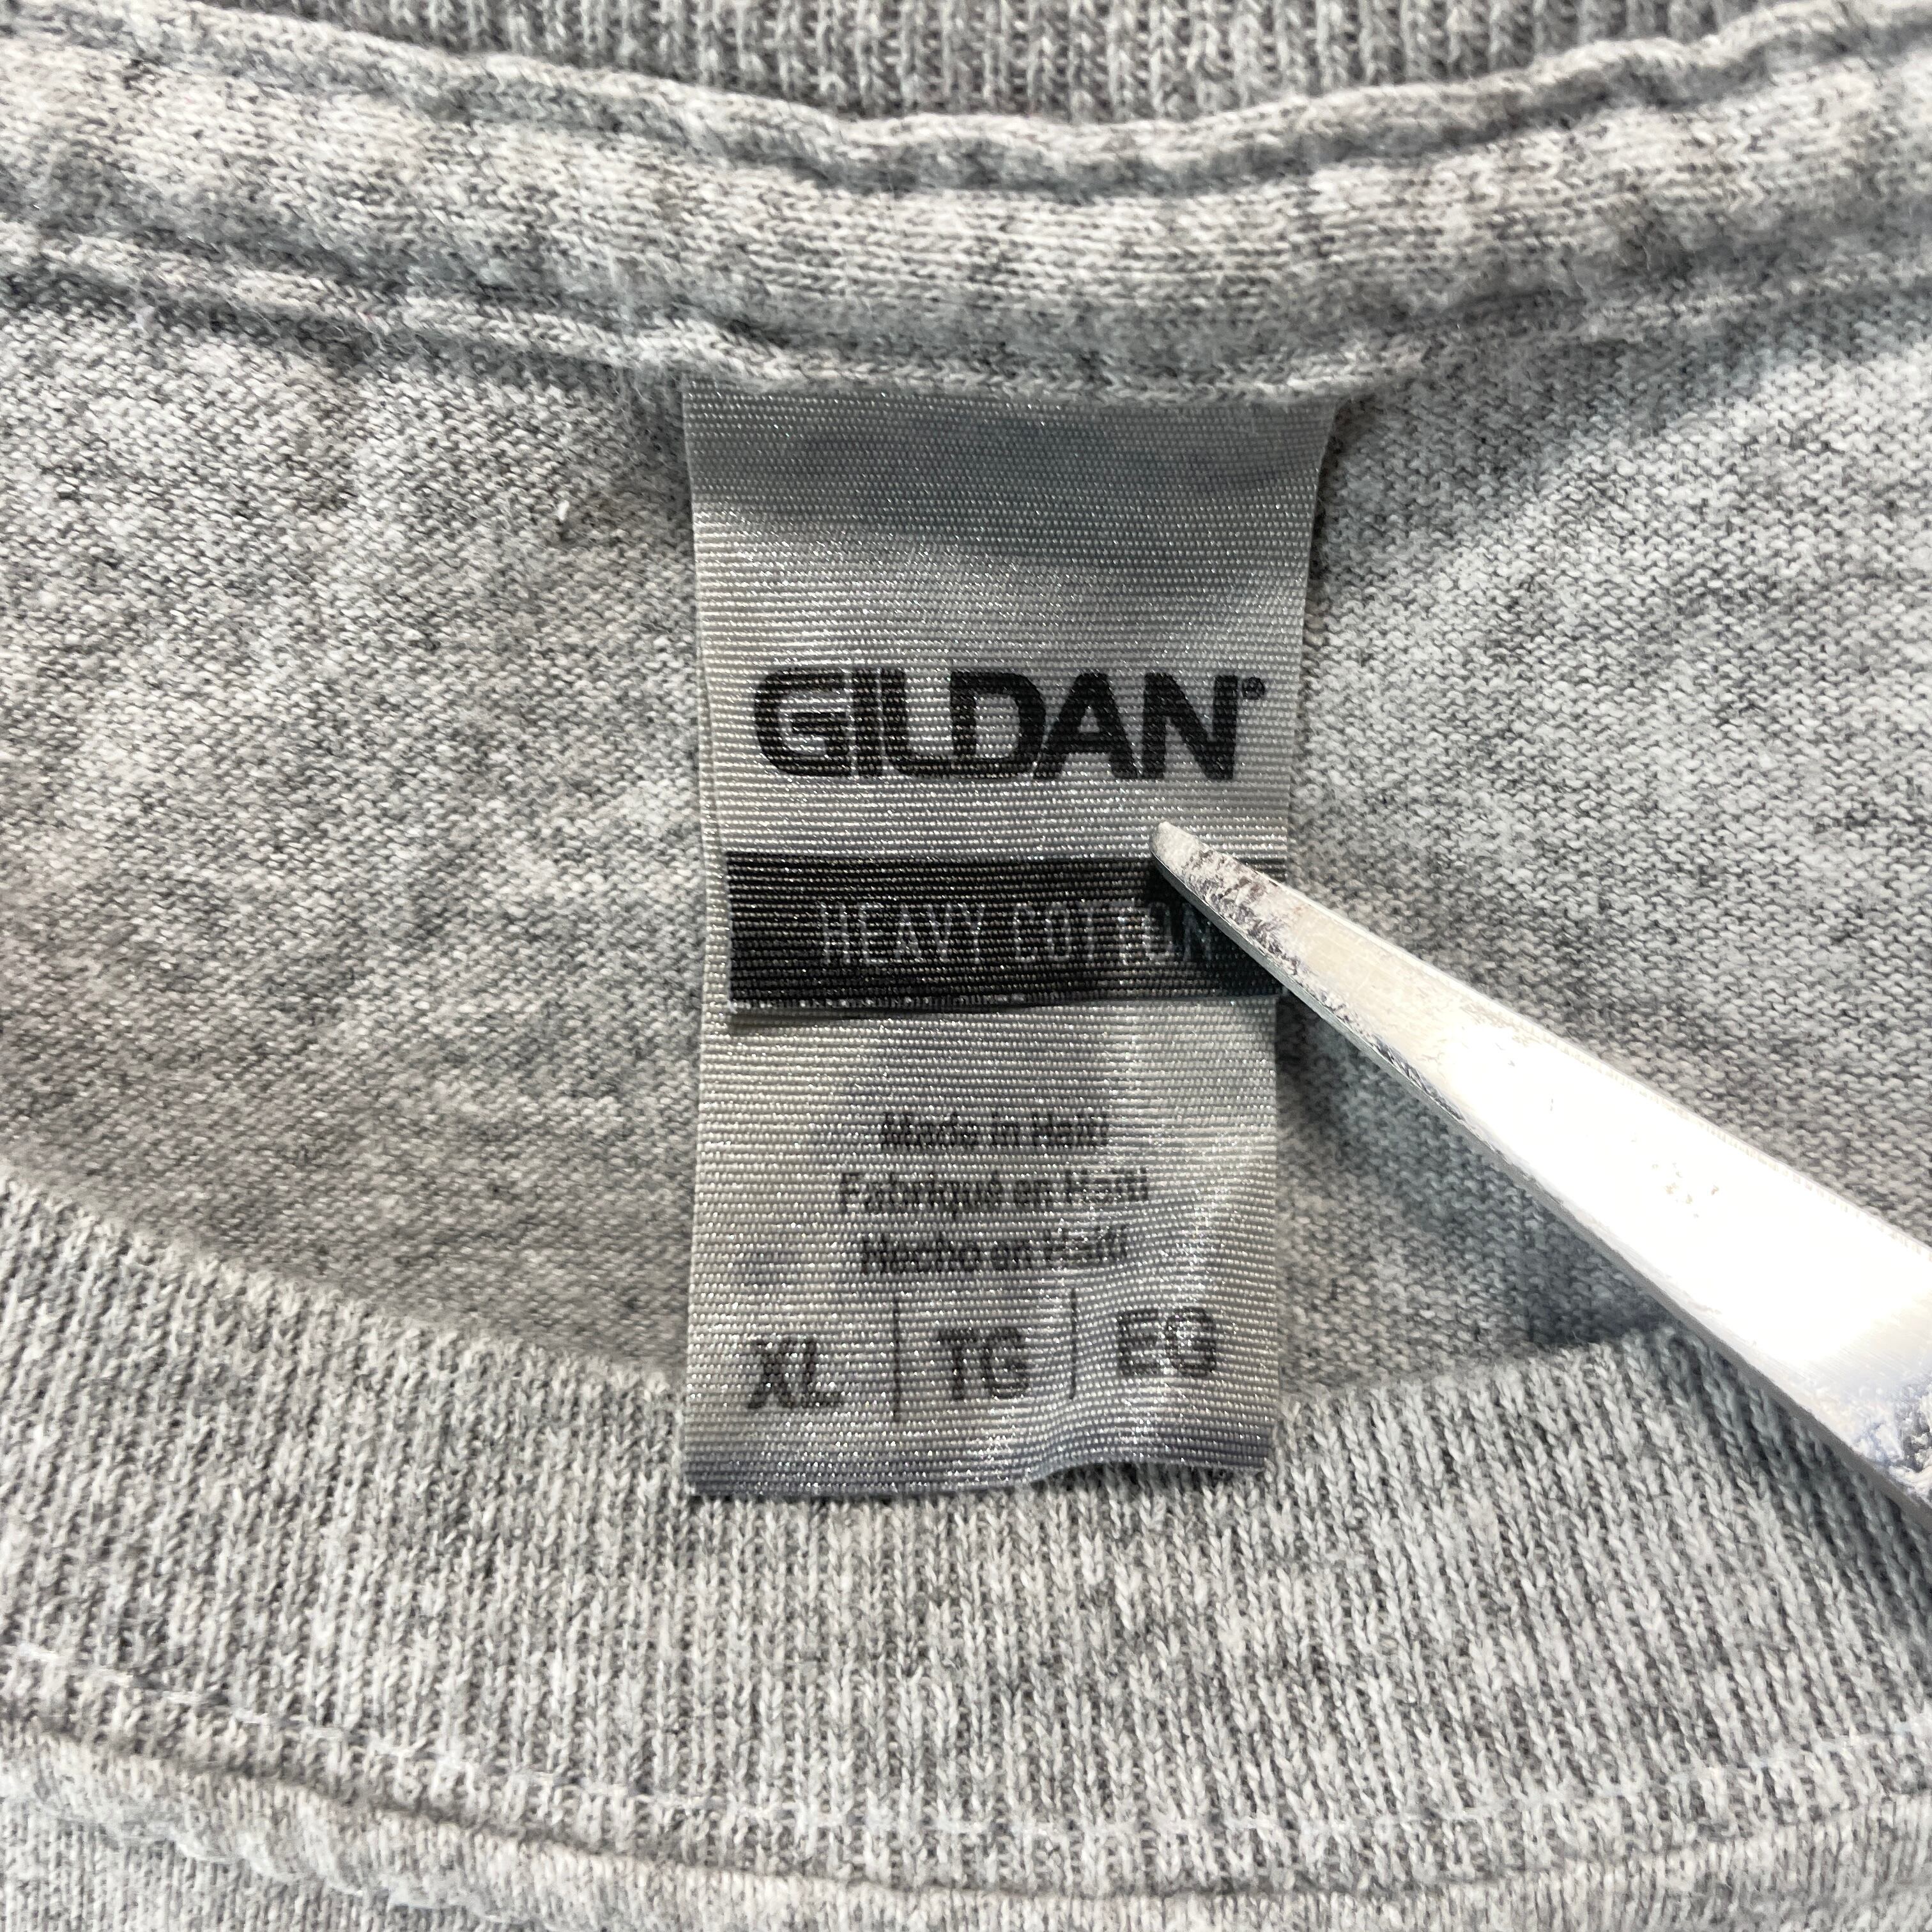 GILDAN®
HEAVY COTTON
Made in Haiti
Fabriqué en Haïti
Hecho en Haití
XL | TG | EG